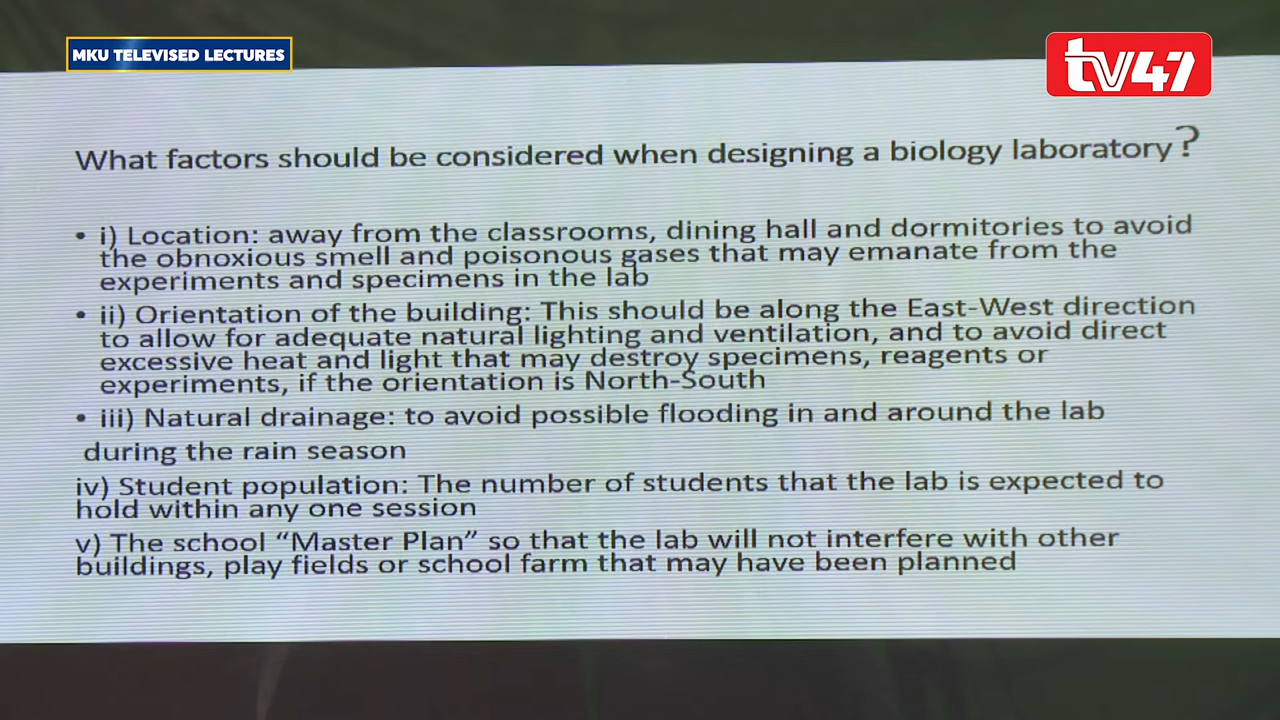 MKU TELEVISED LECTURES
tv47
What factors should be considered when designing a biology laboratory?
• i) Location: away from the classrooms, dining hall and dormitories to avoid
the obnoxious smell and poisonous gases that may emanate from the
experiments and specimens in the lab
• ii) Orientation of the building: This should be along the East-West direction
to allow for adequate natural lighting and ventilation, and to avoid direct
excessive heat and light that may destroy specimens, reagents or
experiments, if the orientation is North-South
• iii) Natural drainage: to avoid possible flooding in and around the lab
during the rain season
iv) Student population: The number of students that the lab is expected to
hold within any one session
v) The school “Master Plan” so that the lab will not interfere with other
buildings, play fields or school farm that may have been planned